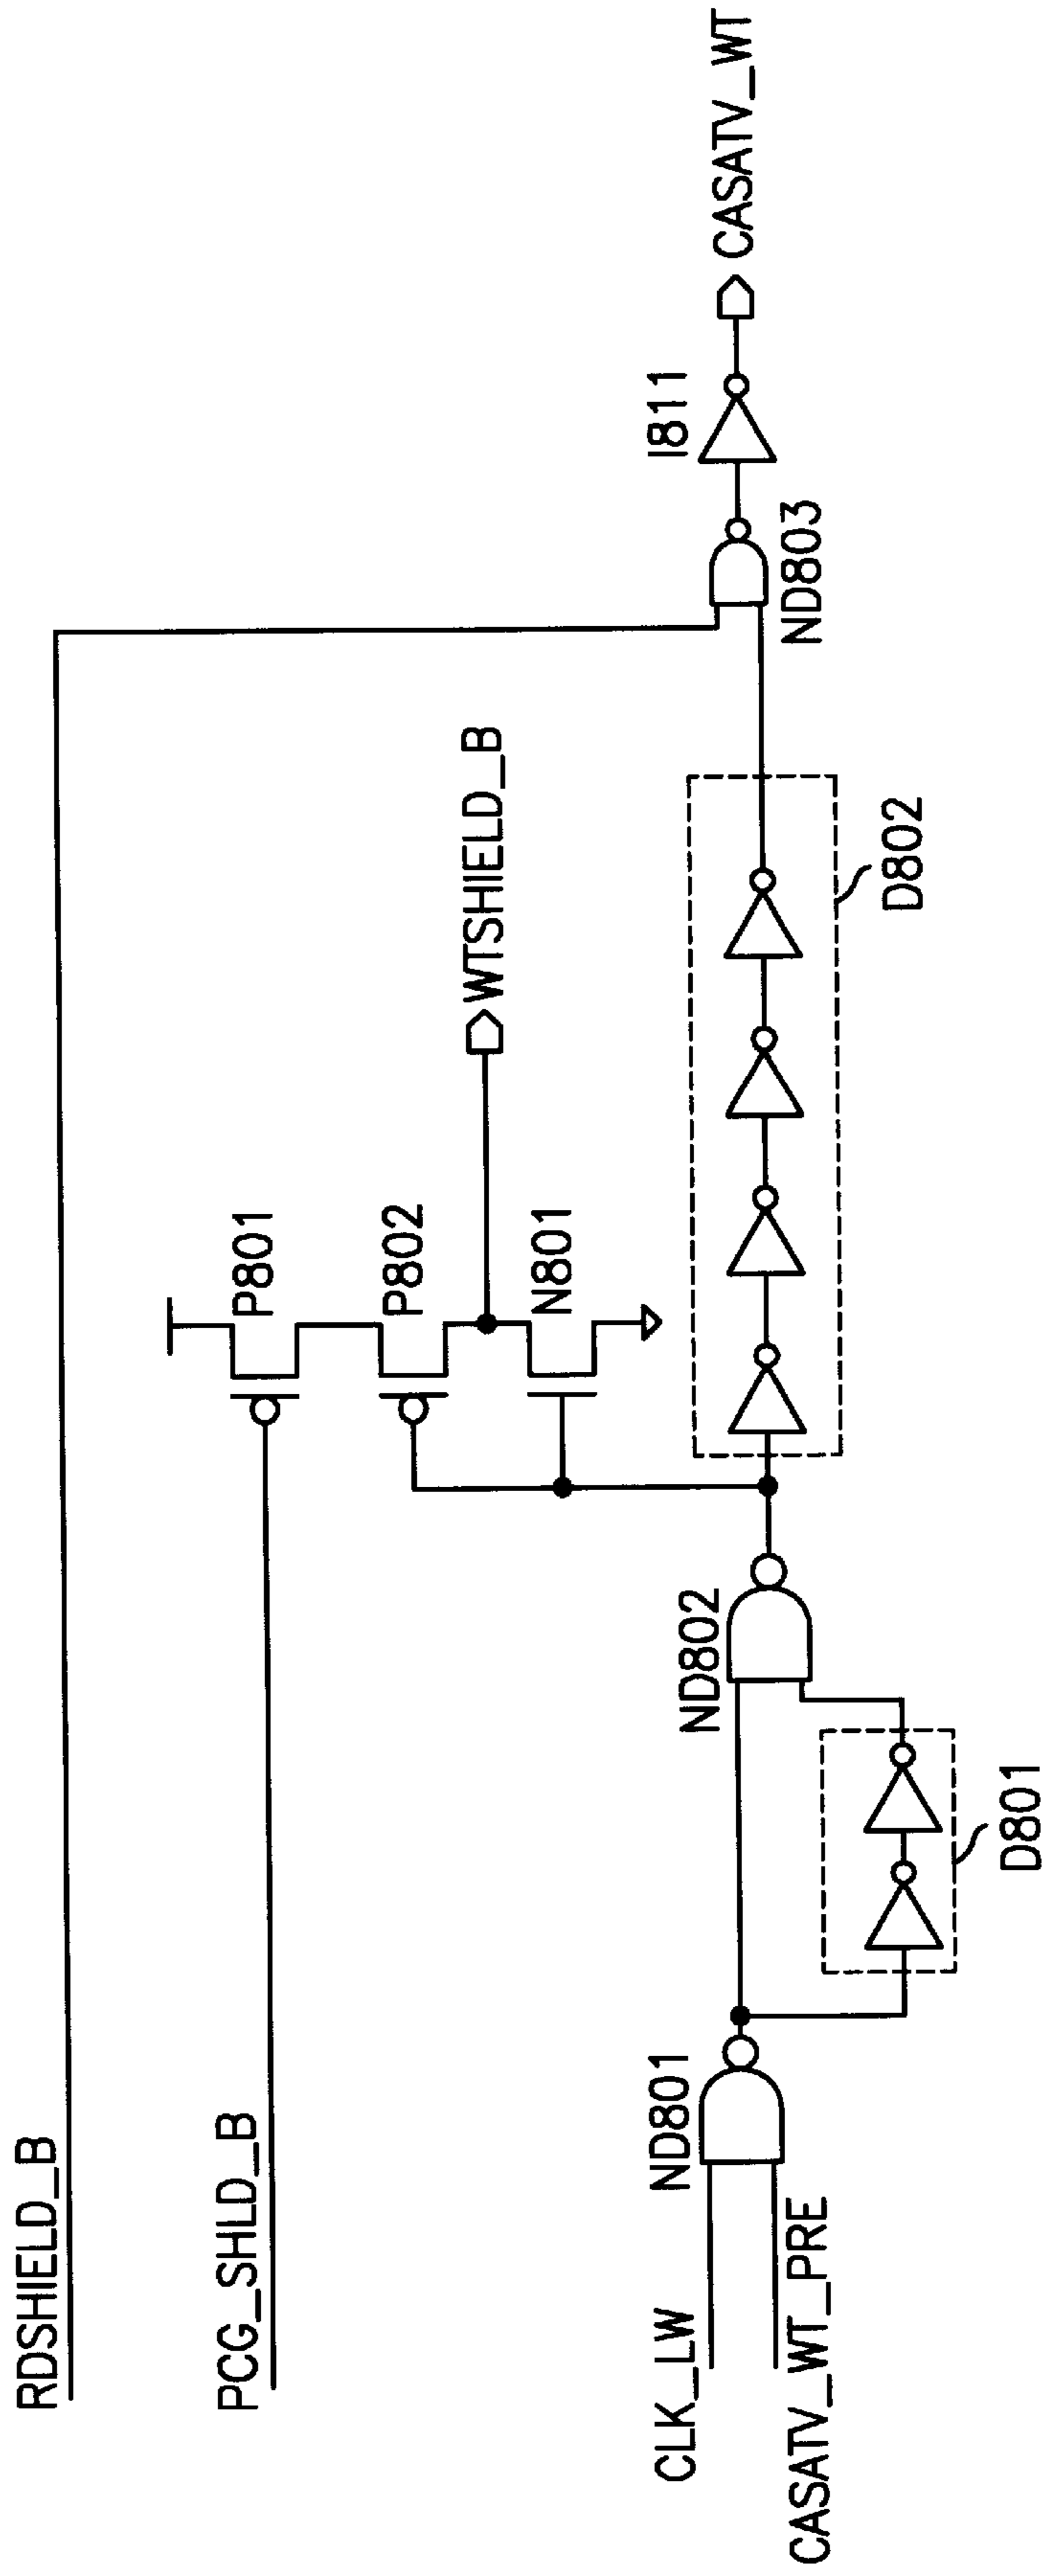 RDSHIELD_B
PCG_SHLD_B
P801
P802
WTSHIELD_B
N801
CLK_LW
CASATV_WT_PRE
ND801
ND802
D801
D802
ND803
I811
CASATV_WT